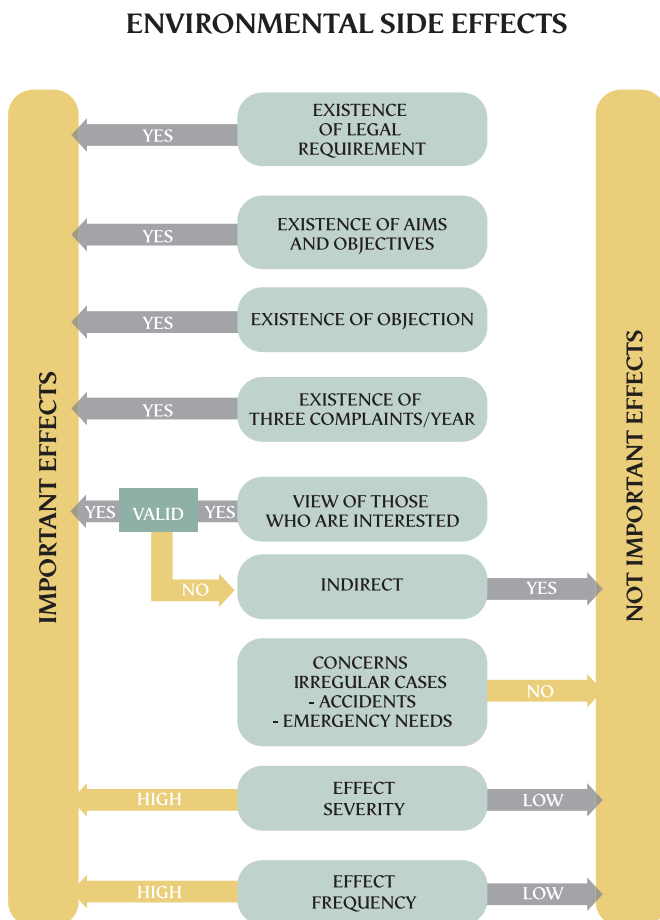 ENVIRONMENTAL SIDE EFFECTS
IMPORTANT EFFECTS
NOT IMPORTANT EFFECTS
EXISTENCE
OF LEGAL
REQUIREMENT
YES
EXISTENCE OF AIMS
AND OBJECTIVES
YES
EXISTENCE OF OBJECTION
YES
EXISTENCE OF
THREE COMPLAINTS/YEAR
YES
VIEW OF THOSE
WHO ARE INTERESTED
YES
VALID
YES
NO
INDIRECT
YES
CONCERNS
IRREGULAR CASES
- ACCIDENTS
- EMERGENCY NEEDS
NO
EFFECT
SEVERITY
HIGH
LOW
EFFECT
FREQUENCY
HIGH
LOW